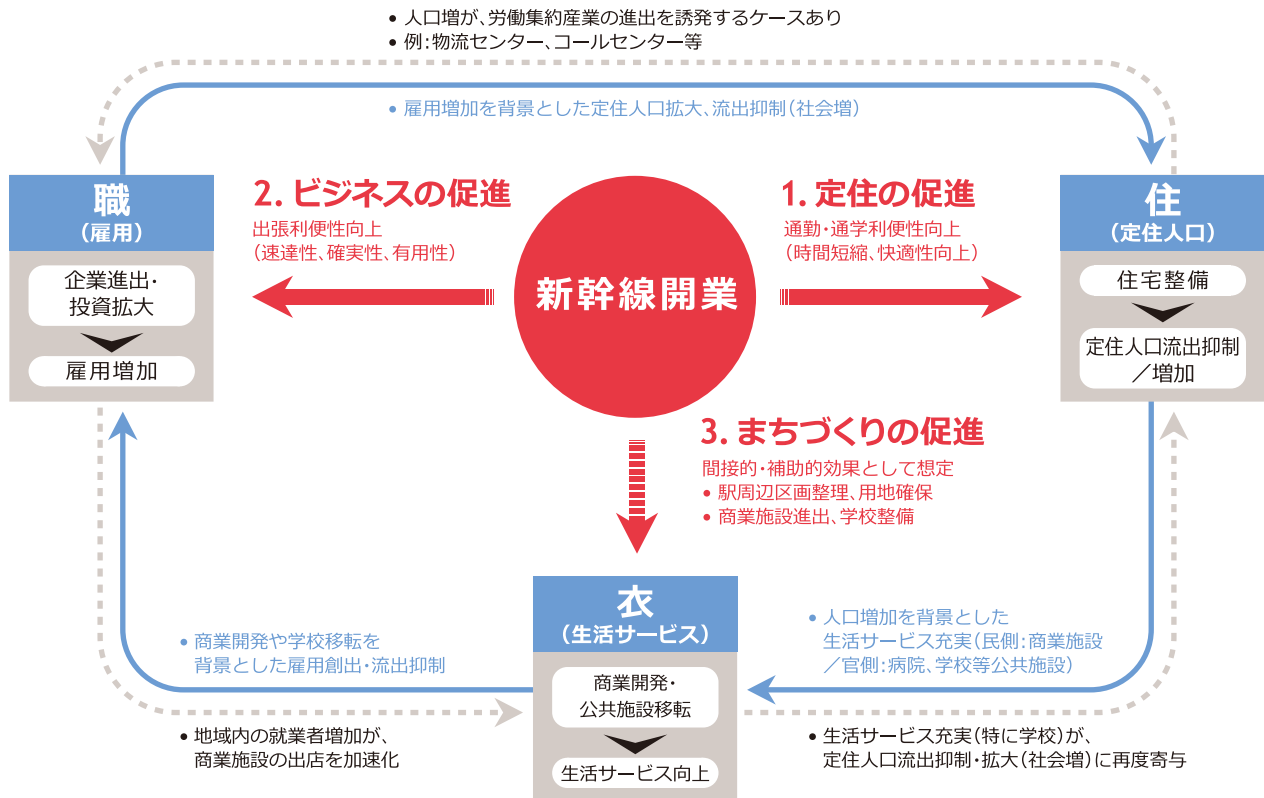 • 人口増が、労働集約産業の進出を誘発するケースあり
• 例：物流センター、コールセンター等
• 雇用増加を背景とした定住人口拡大、流出抑制（社会増）
職
（雇用）
企業進出・
投資拡大
雇用増加
2. ビジネスの促進
出張利便性向上
（速達性、確実性、有用性）
新幹線開業
1. 定住の促進
通勤・通学利便性向上
（時間短縮、快適性向上）
住
（定住人口）
住宅整備
定住人口流出抑制
／増加
3. まちづくりの促進
間接的・補助的効果として想定
• 駅周辺区画整理、用地確保
• 商業施設進出、学校整備
衣
（生活サービス）
商業開発・
公共施設移転
生活サービス向上
• 商業開発や学校移転を
背景とした雇用創出・流出抑制
• 地域内の就業者増加が、
商業施設の出店を加速化
• 人口増加を背景とした
生活サービス充実（民側：商業施設
／官側：病院、学校等公共施設）
• 生活サービス充実（特に学校）が、
定住人口流出抑制・拡大（社会増）に再度寄与